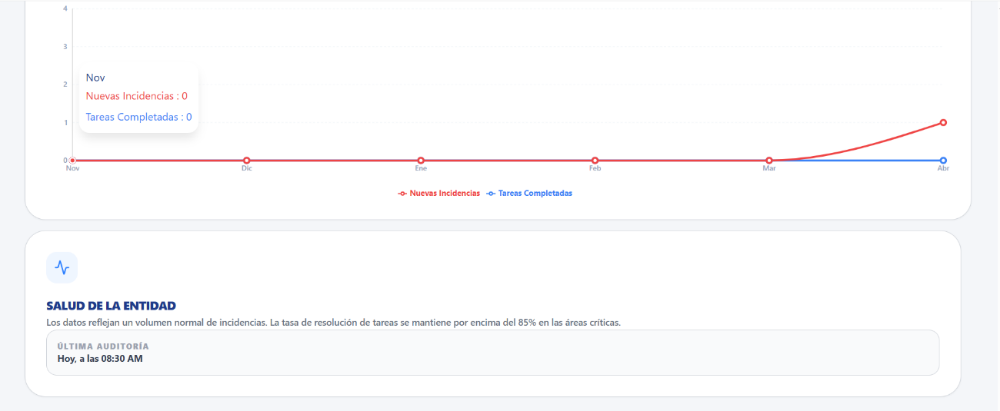 4
3
2
1
0
Nov
Nuevas Incidencias : 0
Tareas Completadas : 0
Nov Dic Ene Feb Mar Abr
Nuevas Incidencias Tareas Completadas
SALUD DE LA ENTIDAD
Los datos reflejan un volumen normal de incidencias. La tasa de resolución de tareas se mantiene por encima del 85% en las áreas críticas.
ÚLTIMA AUDITORÍA
Hoy, a las 08:30 AM